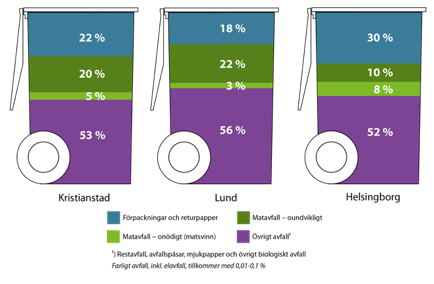 22 %
20 %
5 %
53 %
Kristianstad
18 %
22 %
3 %
56 %
Lund
30 %
10 %
8 %
52 %
Helsingborg
Förpackningar och returpapper
Matavfall – oundvikligt
Matavfall – onödigt (matsvinn)
Övrigt avfall¹
¹) Restavfall, avfallspåsar, mjukpapper och övrigt biologiskt avfall
Farligt avfall, inkl. elavfall, tillkommer med 0,01-0,1 %